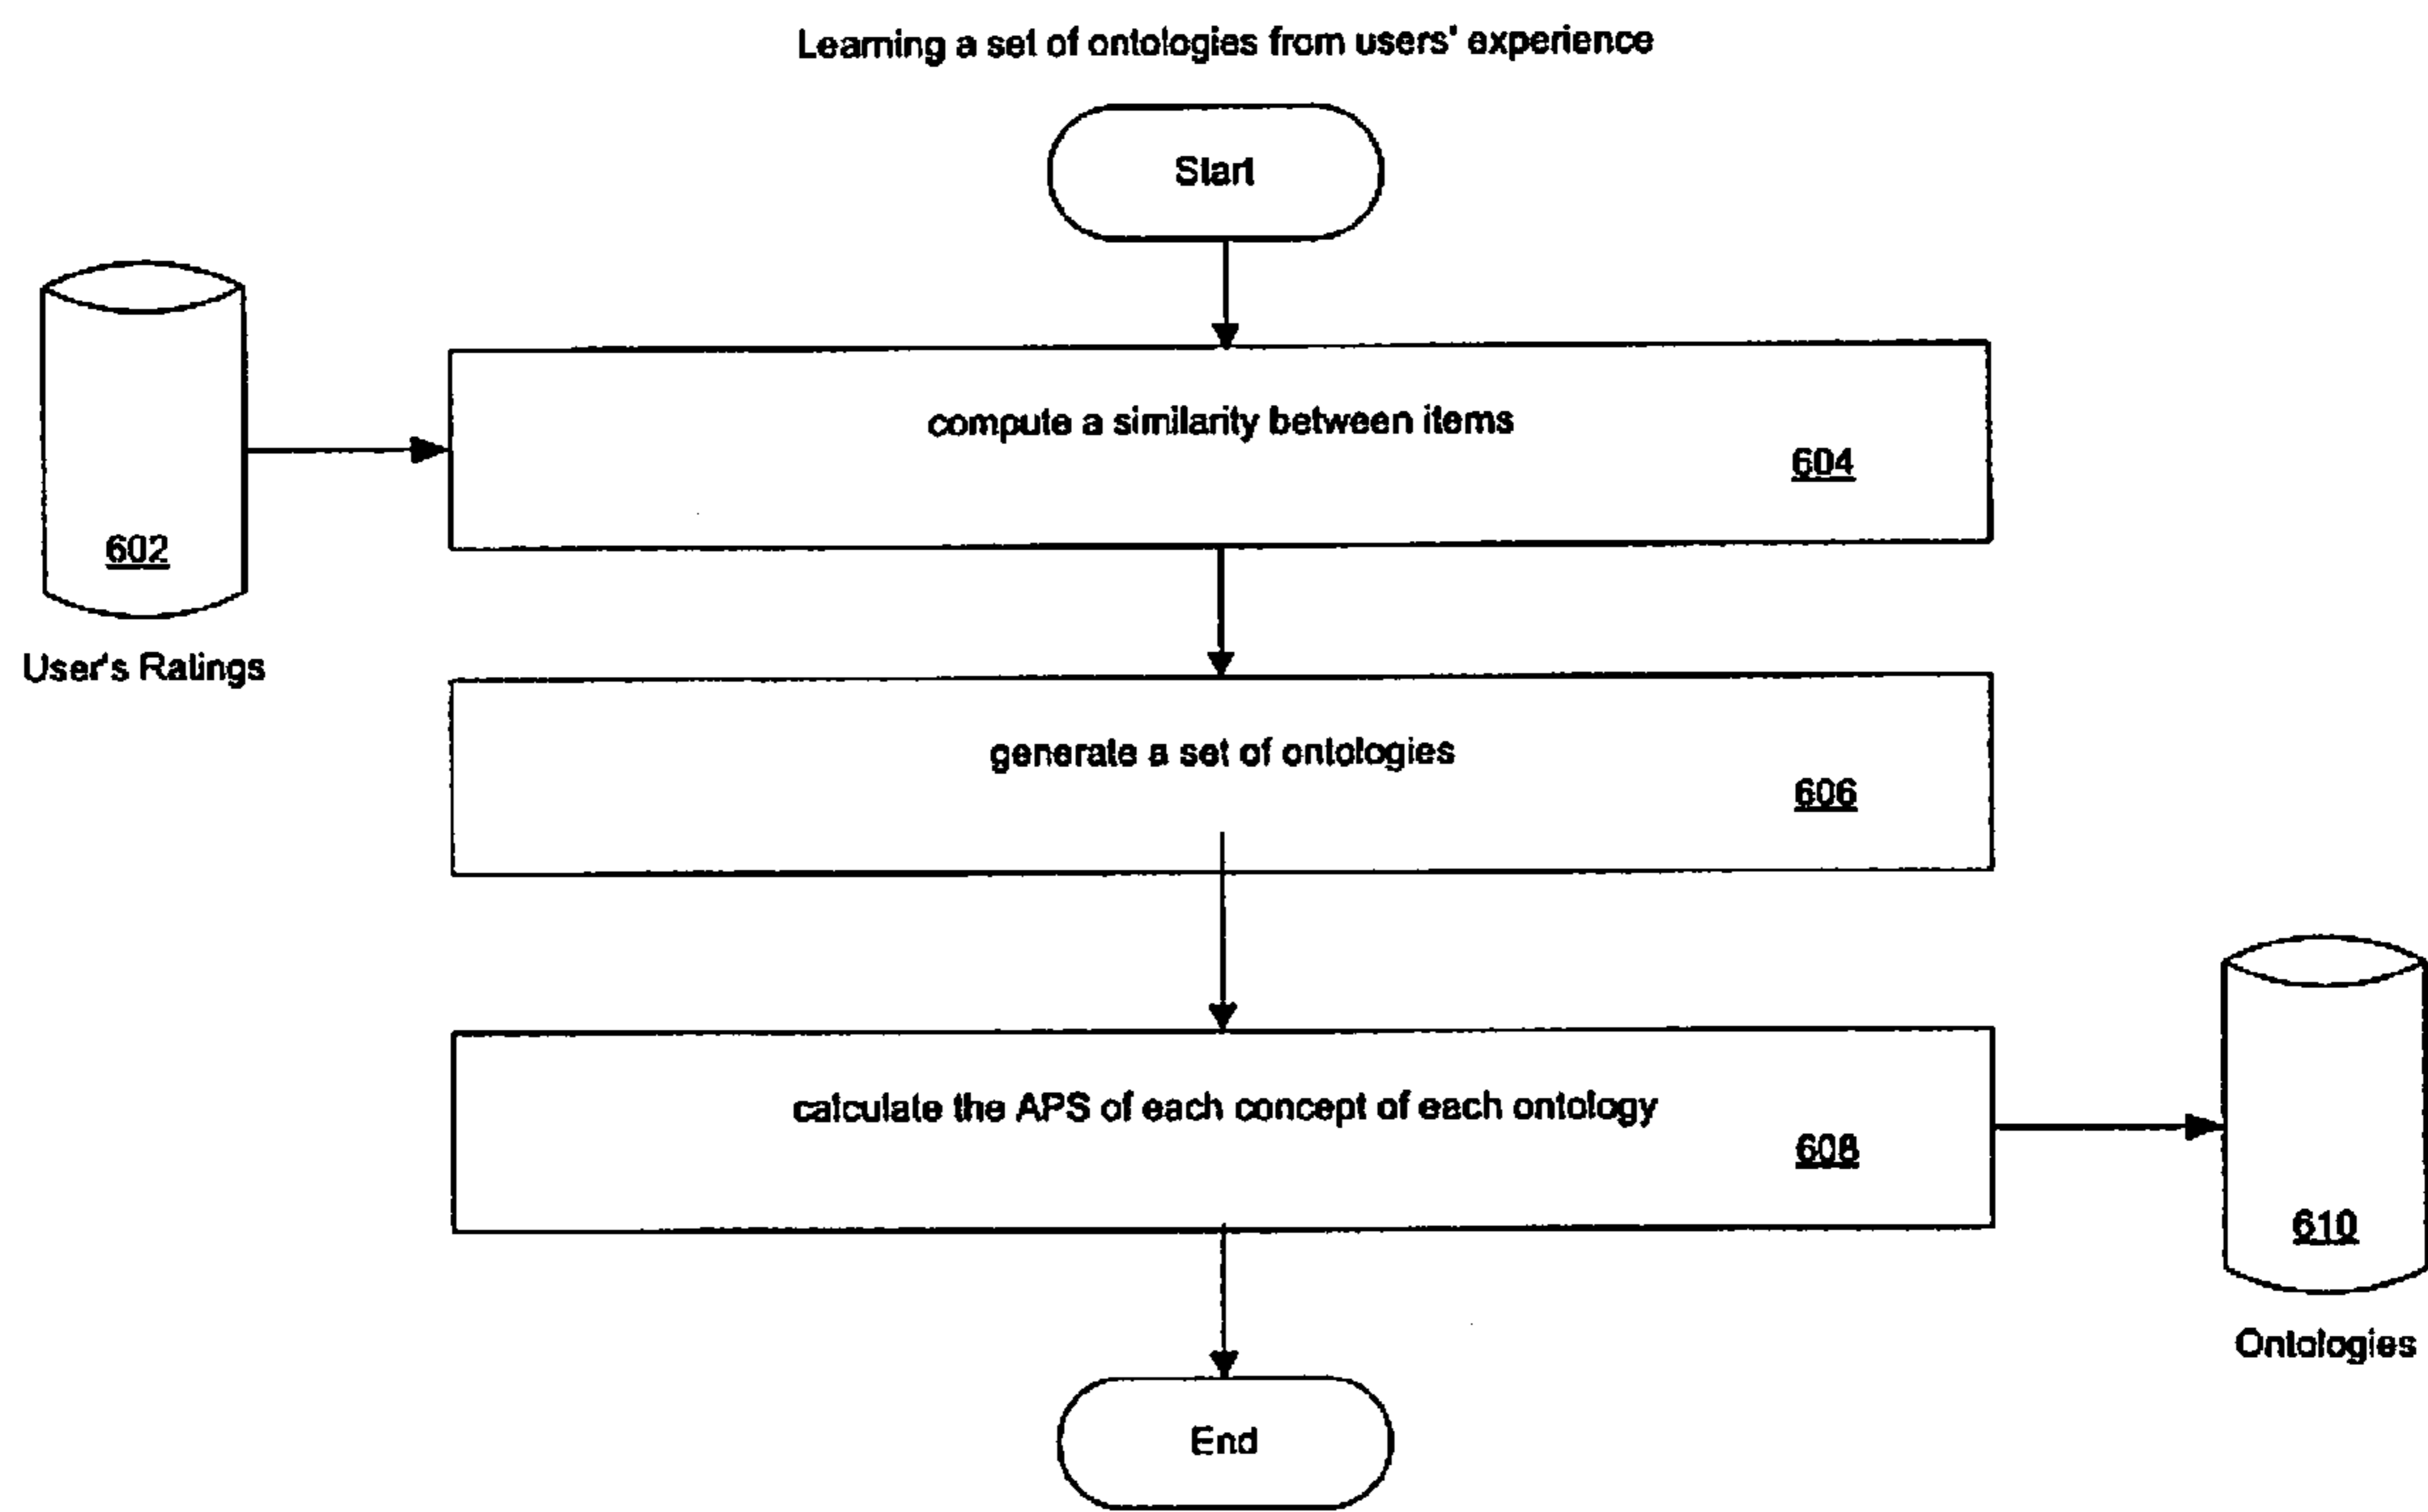 Learning a set of ontologies from users' experience
Start
compute a similarity between items
604
602
User's Ratings
generate a set of ontologies
606
calculate the APS of each concept of each ontology
608
610
Ontologies
End